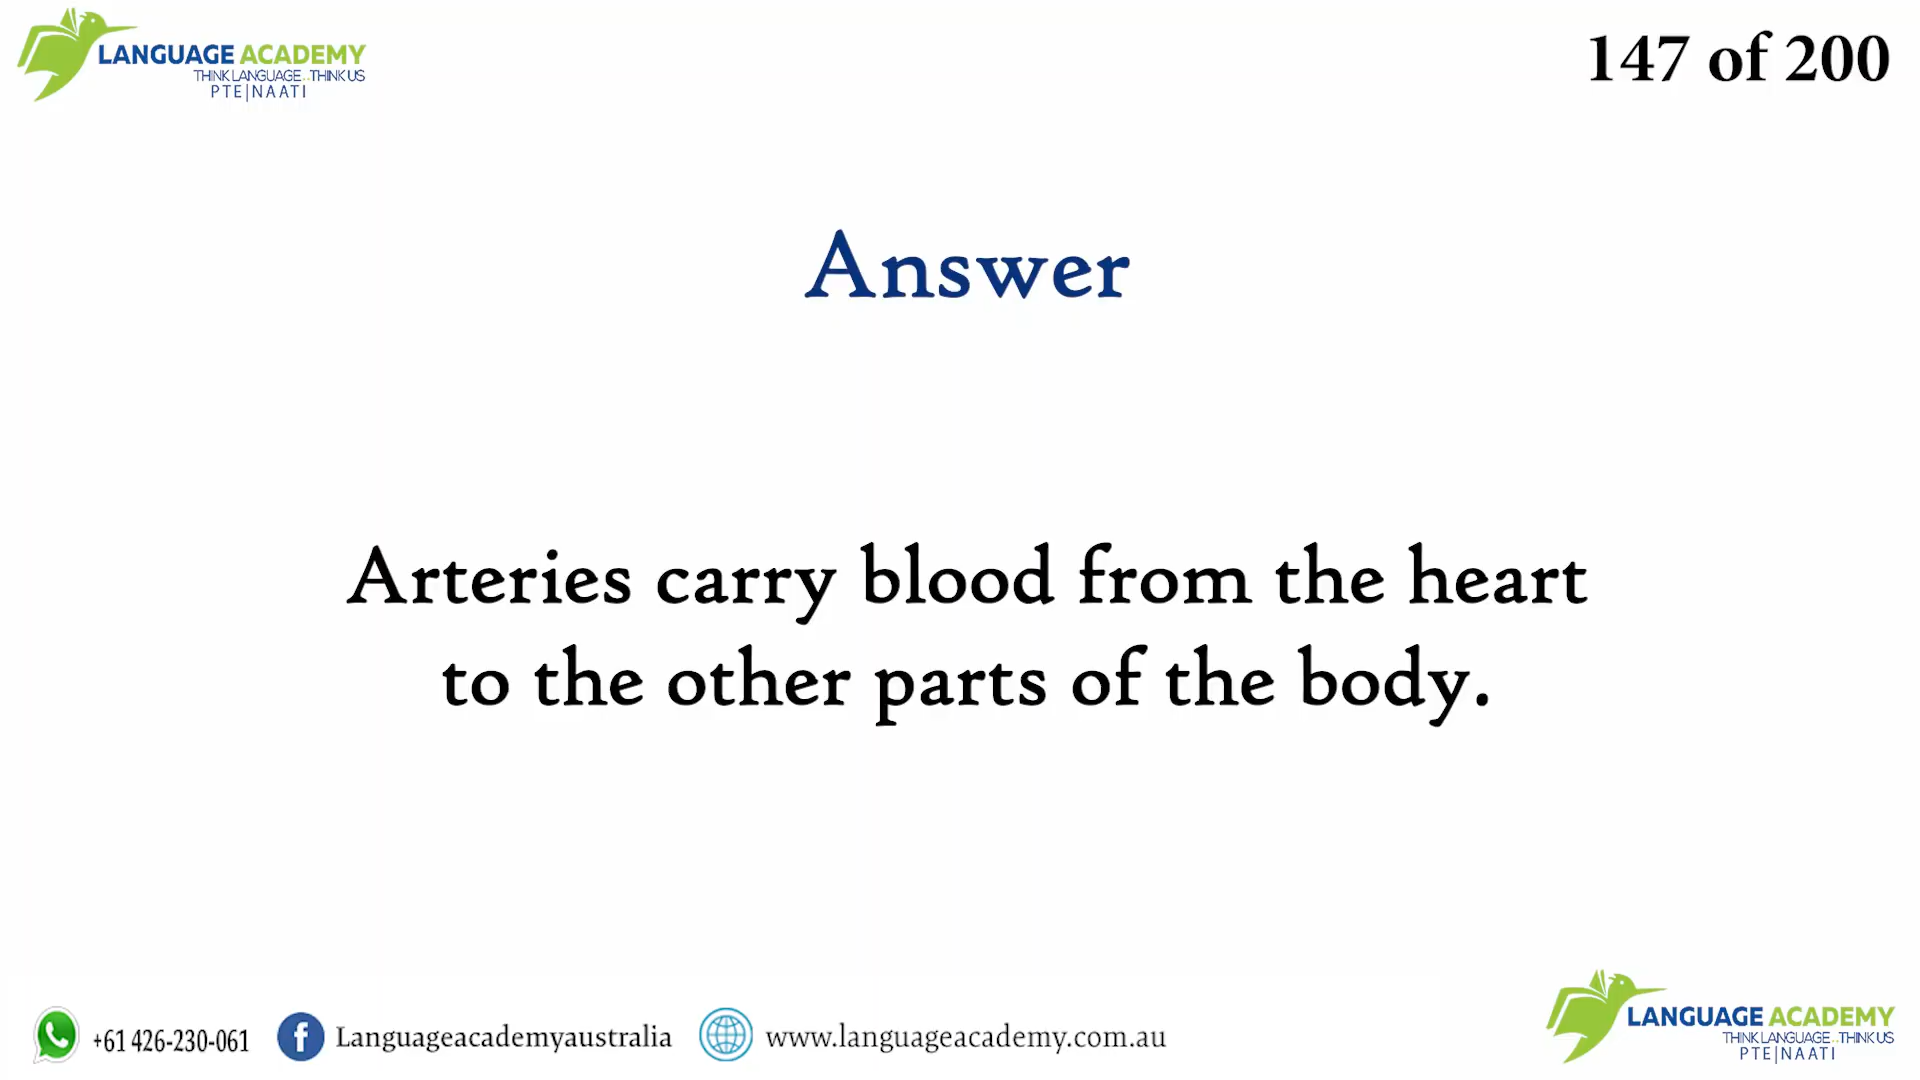 LANGUAGE ACADEMY
THINK LANGUAGE..THINK US
PTE|NAATI
147 of 200
Answer
Arteries carry blood from the heart
to the other parts of the body.
+61 426-230-061
Languageacademyaustralia
www.languageacademy.com.au
LANGUAGE ACADEMY
THINK LANGUAGE..THINK US
PTE|NAATI